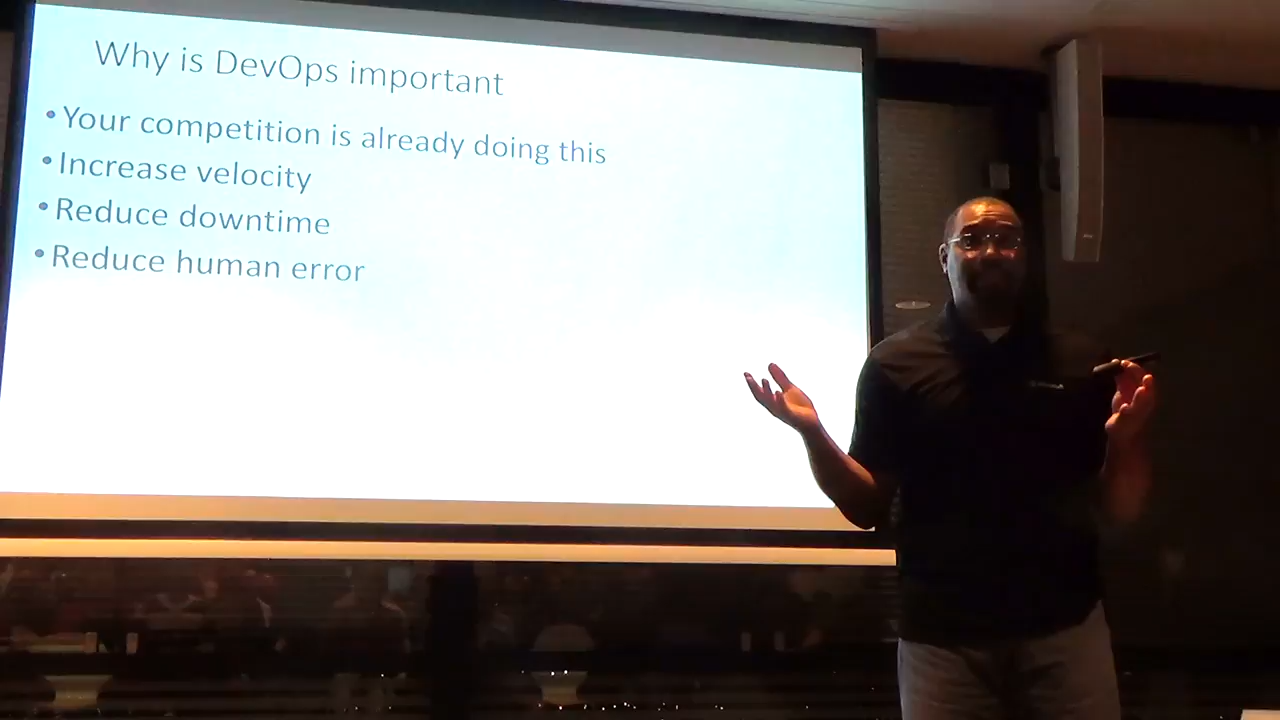 Why is DevOps important
• Your competition is already doing this
• Increase velocity
• Reduce downtime
• Reduce human error